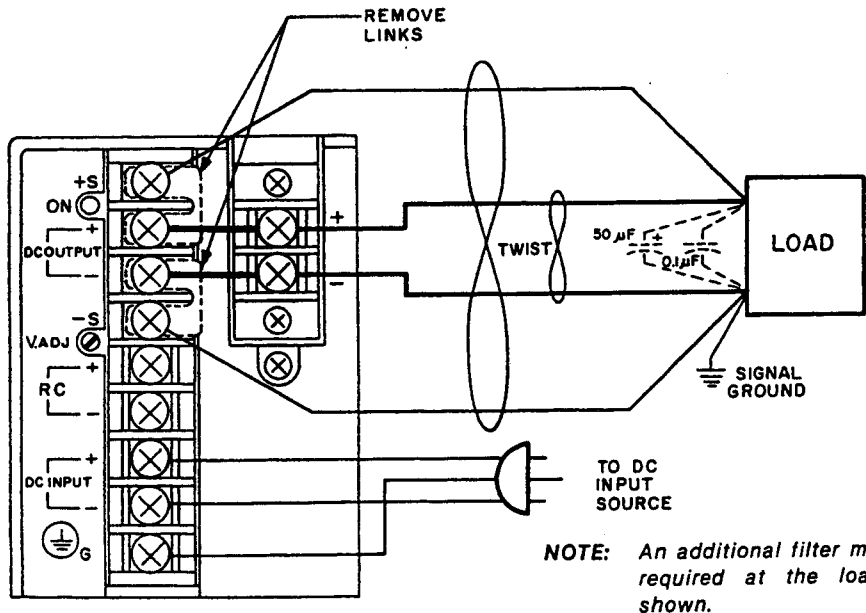 REMOVE
LINKS
+S
ON
+
DC OUTPUT
-
-S
V.ADJ
+
RC
-
+
DC INPUT
-
G
+
-
TWIST
50 µF
+
0.1µF
LOAD
SIGNAL
GROUND
TO DC
INPUT
SOURCE
NOTE: An additional filter
required at the
shown.